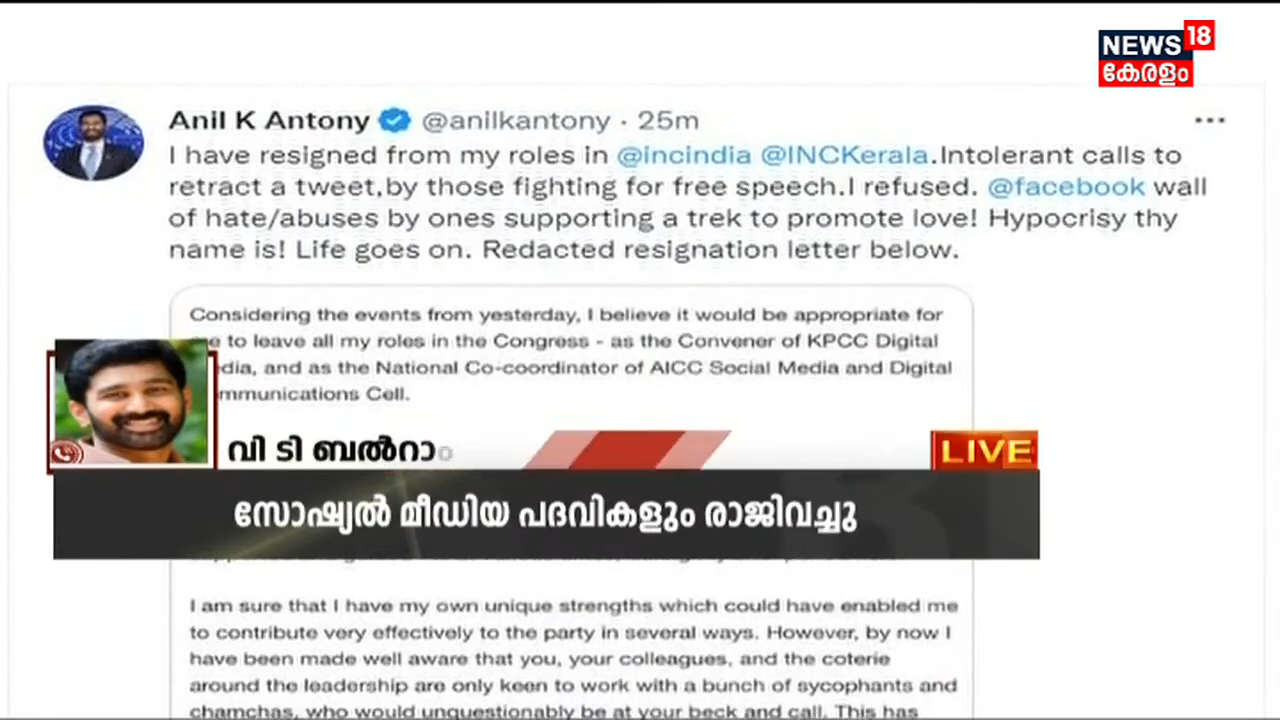 NEWS 18
കേരളം
Anil K Antony @anilkantony · 25m
I have resigned from my roles in @incindia @INCKerala.Intolerant calls to
retract a tweet,by those fighting for free speech.I refused. @facebook wall
of hate/abuses by ones supporting a trek to promote love! Hypocrisy thy
name is! Life goes on. Redacted resignation letter below.
Considering the events from yesterday, I believe it would be appropriate for
to leave all my roles in the Congress - as the Convener of KPCC Digital
and as the National Co-coordinator of AICC Social Media and Digital
Cell.
വി ടി ബൽറാം
LIVE
സോഷ്യൽ മീഡിയ പദവികളും രാജിവച്ചു
I am sure that I have my own unique strengths which could have enabled me
to contribute very effectively to the party in several ways. However, by now I
have been made well aware that you, your colleagues, and the coterie
around the leadership are only keen to work with a bunch of sycophants and
chamchas, who would unquestionably be at your beck and call. This has